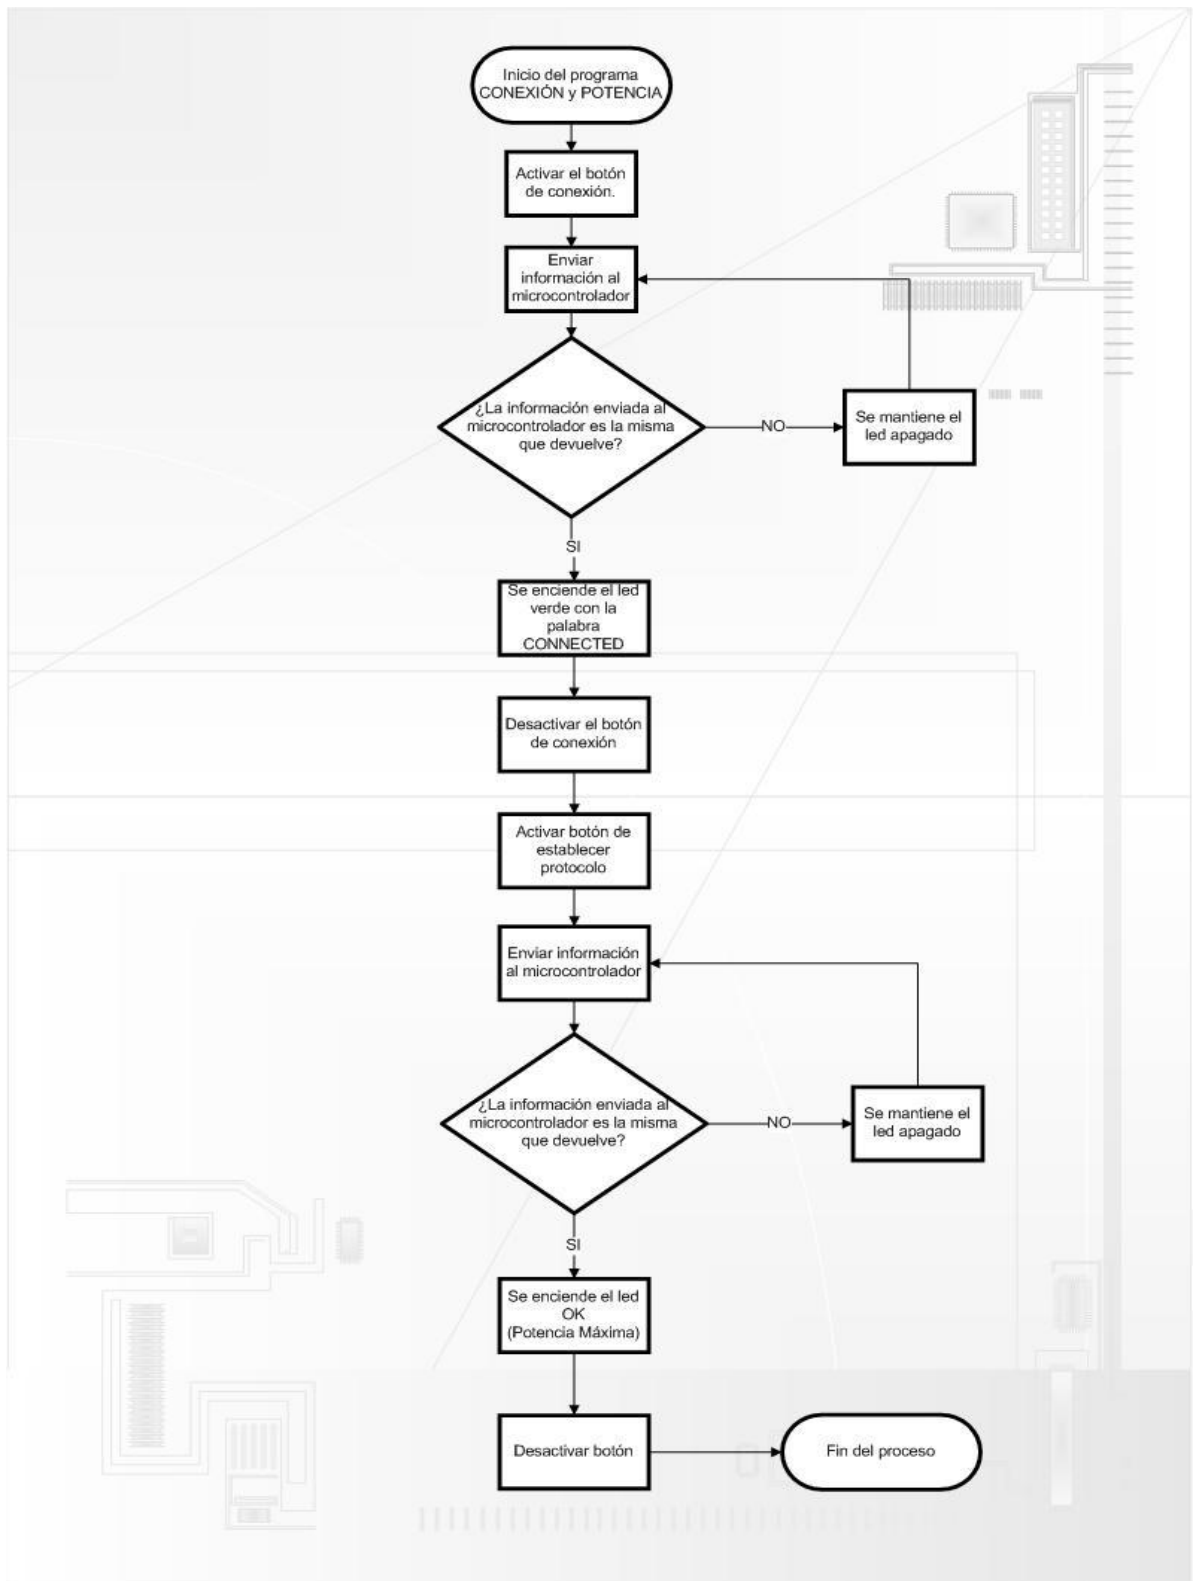 Inicio del programa
CONEXIÓN y POTENCIA
Activar el botón
de conexión.
Enviar
información al
microcontrolador
¿La información enviada al
microcontrolador es la misma
que devuelve?
NO
Se mantiene el
led apagado
SI
Se enciende el led
verde con la
palabra
CONNECTED
Desactivar el botón
de conexión
Activar botón de
establecer
protocolo
Enviar información
al microcontrolador
¿La información enviada al
microcontrolador es la misma
que devuelve?
NO
Se mantiene el
led apagado
SI
Se enciende el led
OK
(Potencia Máxima)
Desactivar botón
Fin del proceso